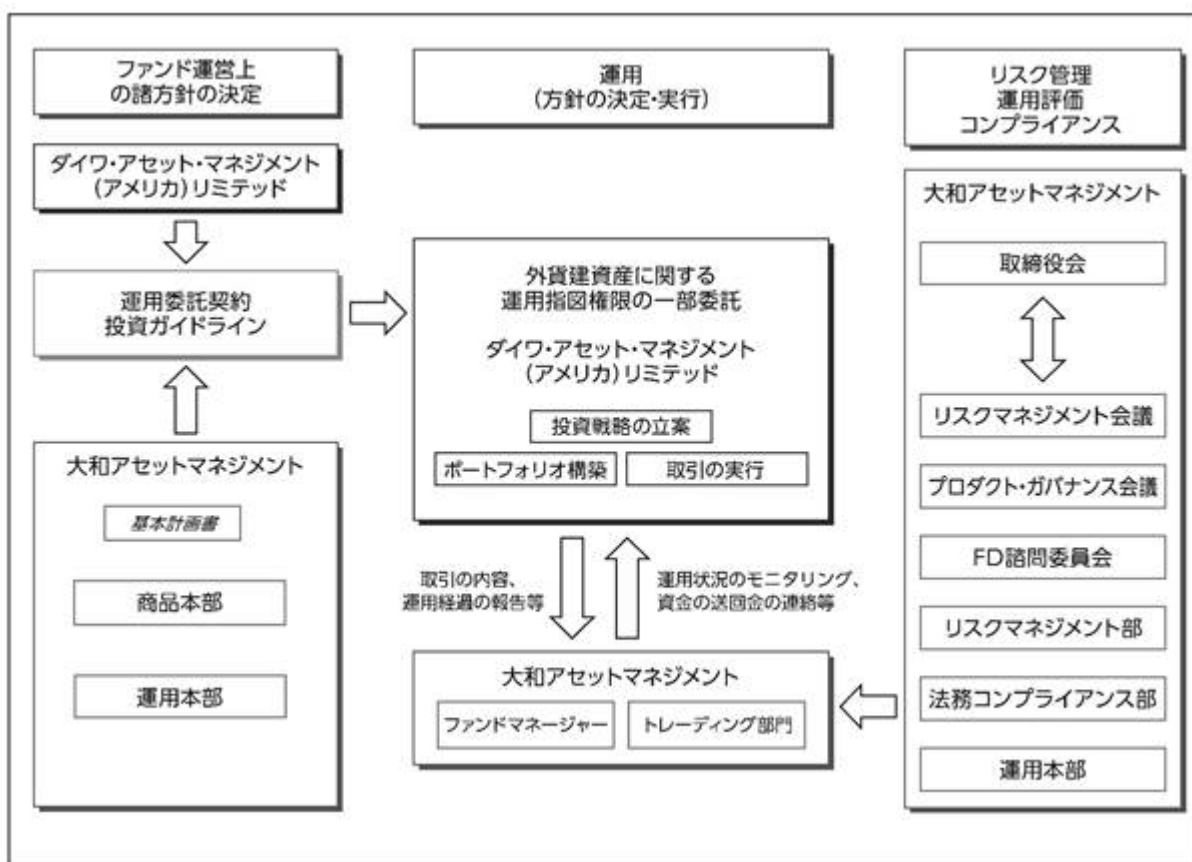 ファンド運営上
の諸方針の決定
ダイワ・アセット・マネジメント
(アメリカ)リミテッド
運用委託契約
投資ガイドライン
大和アセットマネジメント
基本計画書
商品本部
運用本部
運用
(方針の決定・実行)
外貨建資産に関する
運用指図権限の一部委託
ダイワ・アセット・マネジメント
(アメリカ)リミテッド
投資戦略の立案
ポートフォリオ構築
取引の実行
取引の内容、
運用経過の報告等
運用状況のモニタリング、
資金の送回金の連絡等
大和アセットマネジメント
ファンドマネージャー
トレーディング部門
リスク管理
運用評価
コンプライアンス
大和アセットマネジメント
取締役会
リスクマネジメント会議
プロダクト・ガバナンス会議
FD諮問委員会
リスクマネジメント部
法務コンプライアンス部
運用本部